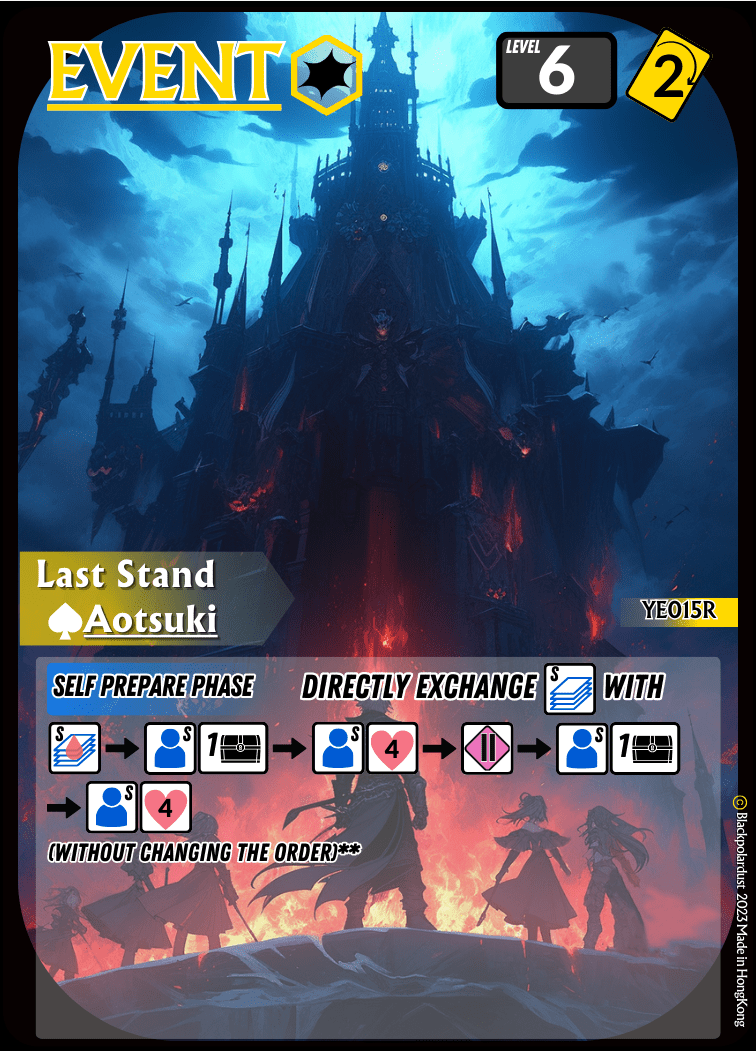 EVENT
LEVEL
6
2
Last Stand
♠Aotsuki
YE015R
SELF PREPARE PHASE DIRECTLY EXCHANGE S WITH
S S 1 S 4 S 1
S 4
(WITHOUT CHANGING THE ORDER)**
© Blackpolardust 2023 Made in HongKong